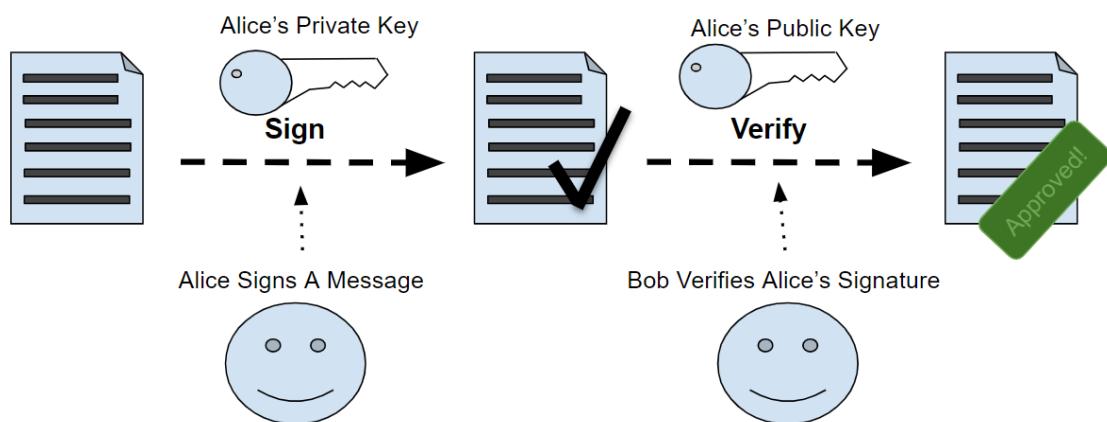 Alice's Private Key
Alice's Public Key
Sign
Verify
Approved!
Alice Signs A Message
Bob Verifies Alice's Signature